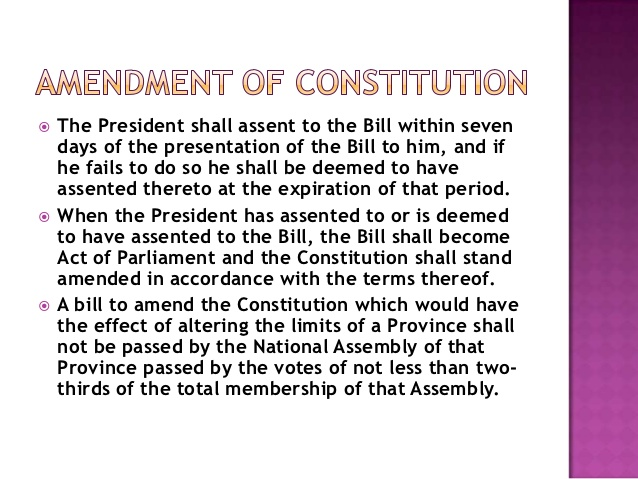 AMENDMENT OF CONSTITUTION
The President shall assent to the Bill within seven
days of the presentation of the Bill to him, and if
he fails to do so he shall be deemed to have
assented thereto at the expiration of that period.
When the President has assented to or is deemed
to have assented to the Bill, the Bill shall become
Act of Parliament and the Constitution shall stand
amended in accordance with the terms thereof.
A bill to amend the Constitution which would have
the effect of altering the limits of a Province shall
not be passed by the National Assembly of that
Province passed by the votes of not less than two-
thirds of the total membership of that Assembly.